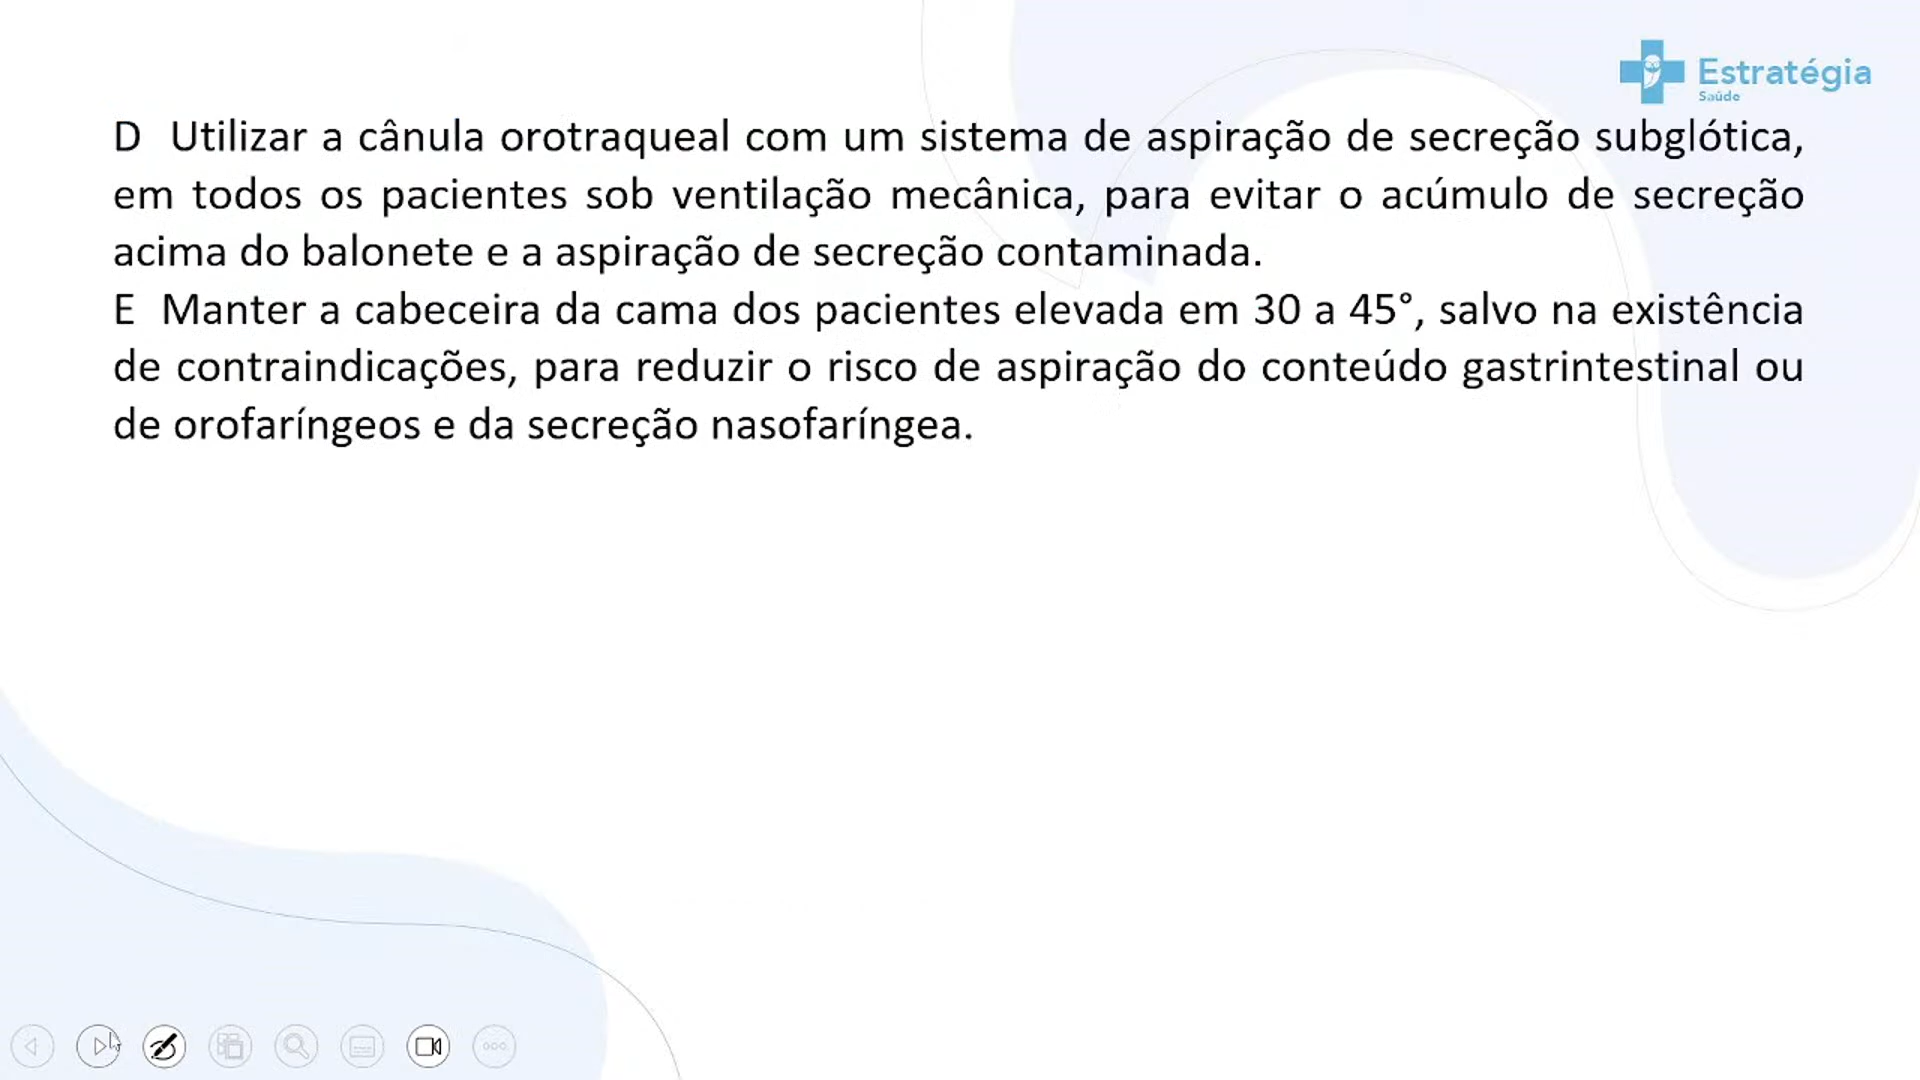 Estratégia
Saúde
D Utilizar a cânula orotraqueal com um sistema de aspiração de secreção subglótica,
em todos os pacientes sob ventilação mecânica, para evitar o acúmulo de secreção
acima do balonete e a aspiração de secreção contaminada.
E Manter a cabeceira da cama dos pacientes elevada em 30 a 45°, salvo na existência
de contraindicações, para reduzir o risco de aspiração do conteúdo gastrintestinal ou
de orofaríngeos e da secreção nasofaríngea.